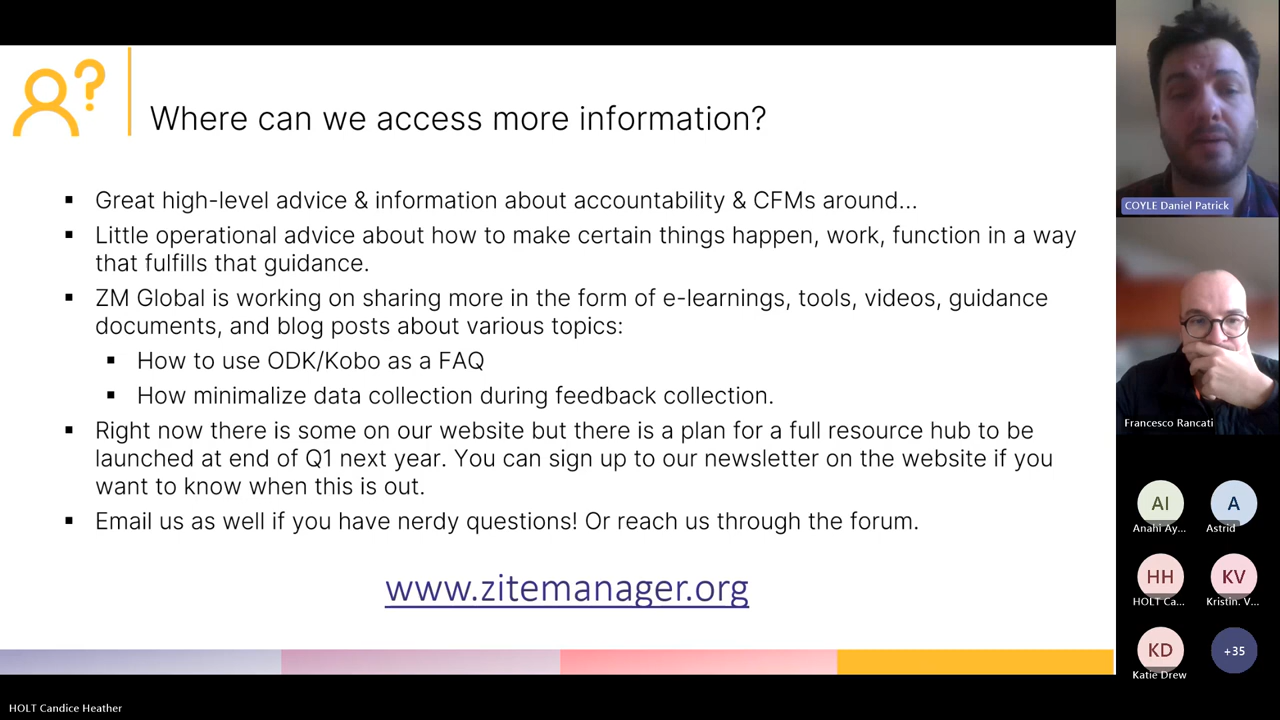 Where can we access more information?
▪ Great high-level advice & information about accountability & CFMs around...
▪ Little operational advice about how to make certain things happen, work, function in a way
that fulfills that guidance.
▪ ZM Global is working on sharing more in the form of e-learnings, tools, videos, guidance
documents, and blog posts about various topics:
▪ How to use ODK/Kobo as a FAQ
▪ How minimalize data collection during feedback collection.
▪ Right now there is some on our website but there is a plan for a full resource hub to be
launched at end of Q1 next year. You can sign up to our newsletter on the website if you
want to know when this is out.
▪ Email us as well if you have nerdy questions! Or reach us through the forum.
www.zitemanager.org
COYLE Daniel Patrick
Francesco Rancati
AI
Anahi Ay...
A
Astrid
HH
HOLT Ca...
KV
Kristin. V...
KD
Katie Drew
+35
HOLT Candice Heather